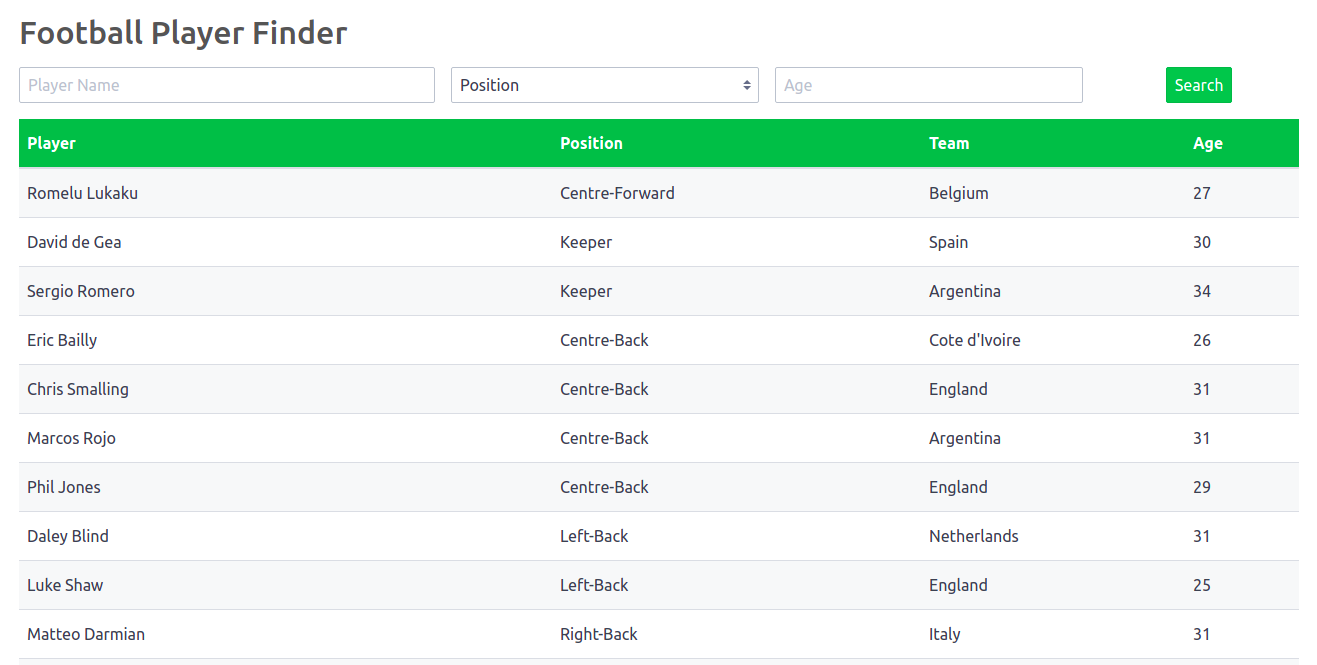 Football Player Finder
Player Name Position Age Search
Player Position Team Age
Romelu Lukaku Centre-Forward Belgium 27
David de Gea Keeper Spain 30
Sergio Romero Keeper Argentina 34
Eric Bailly Centre-Back Cote d'Ivoire 26
Chris Smalling Centre-Back England 31
Marcos Rojo Centre-Back Argentina 31
Phil Jones Centre-Back England 29
Daley Blind Left-Back Netherlands 31
Luke Shaw Left-Back England 25
Matteo Darmian Right-Back Italy 31